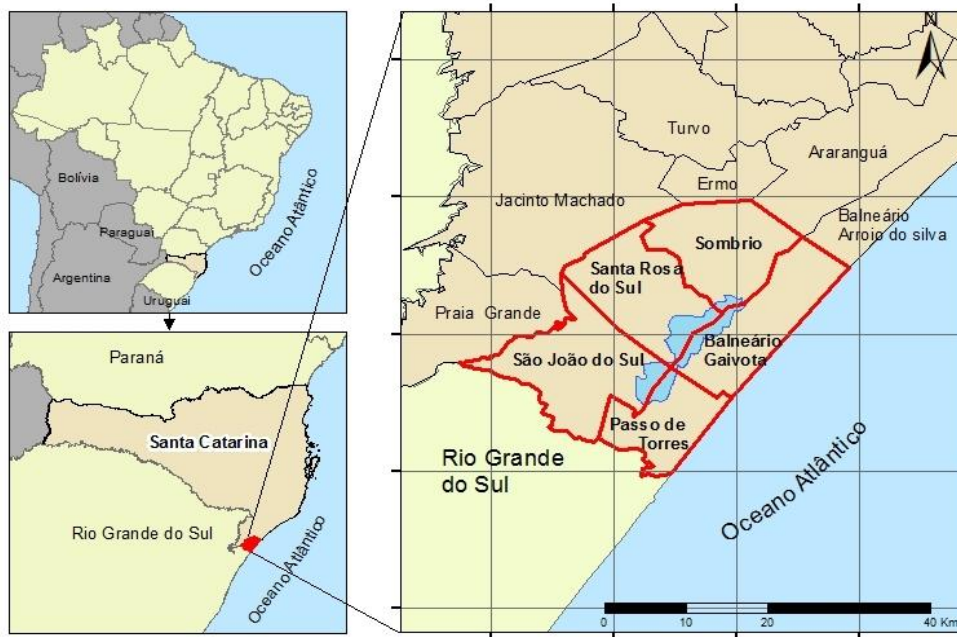 Bolívia
Paraguai
Argentina
Uruguai
Oceano Atântico
Paraná
Santa Catarina
Rio Grande do Sul
Oceano Atlântico
N
Turvo
Araranguá
Ermo
Jacinto Machado
Balneário
Arroio do silva
Sombrio
Santa Rosa
do Sul
Praia Grande
Balneário
Gaivota
São João do Sul
Passo de
Torres
Rio Grande
do Sul
Oceano Atlântico
0 10 20 40 Km